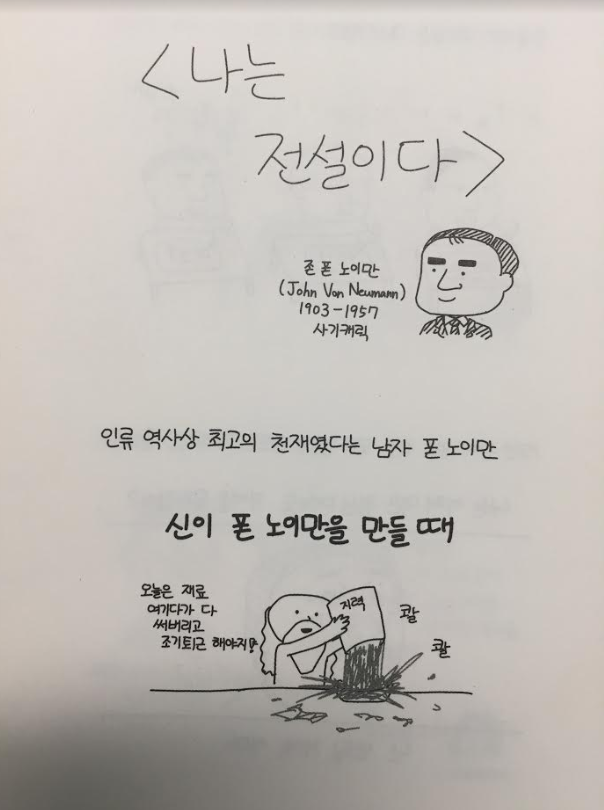 <나는
전설이다>
존 폰 노이만
(John Von Neumann)
1903-1957
사기캐릭
인류 역사상 최고의 천재였다는 남자 폰 노이만
신이 폰 노이만을 만들 때
오늘은 재료
여기다가 다
써버리고
조기퇴근 해야지!
지력
콸
콸